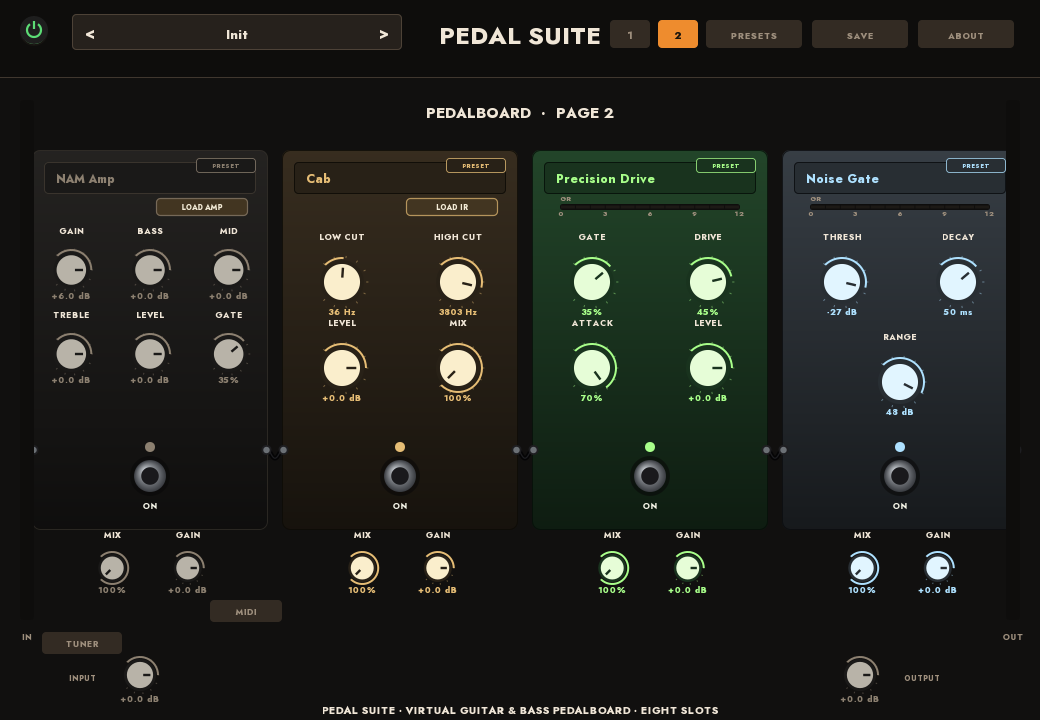 < Init > PEDAL SUITE 1 2 PRESETS SAVE ABOUT
PEDALBOARD · PAGE 2
PRESET PRESET PRESET PRESET
NAM Amp Cab Precision Drive Noise Gate
LOAD AMP LOAD IR GR GR
0 3 6 9 12 0 3 6 9 12
GAIN BASS MID LOW CUT HIGH CUT GATE DRIVE THRESH DECAY
+6.0 dB +0.0 dB +0.0 dB 36 Hz 3803 Hz 35% 45% -27 dB 50 ms
TREBLE LEVEL GATE LEVEL MIX ATTACK LEVEL RANGE
+0.0 dB +0.0 dB 35% +0.0 dB 100% 70% +0.0 dB 48 dB
ON ON ON ON
MIX GAIN MIX GAIN MIX GAIN MIX GAIN
100% +0.0 dB 100% +0.0 dB 100% +0.0 dB 100% +0.0 dB
MIDI
IN TUNER OUT
INPUT +0.0 dB +0.0 dB OUTPUT
PEDAL SUITE · VIRTUAL GUITAR & BASS PEDALBOARD · EIGHT SLOTS